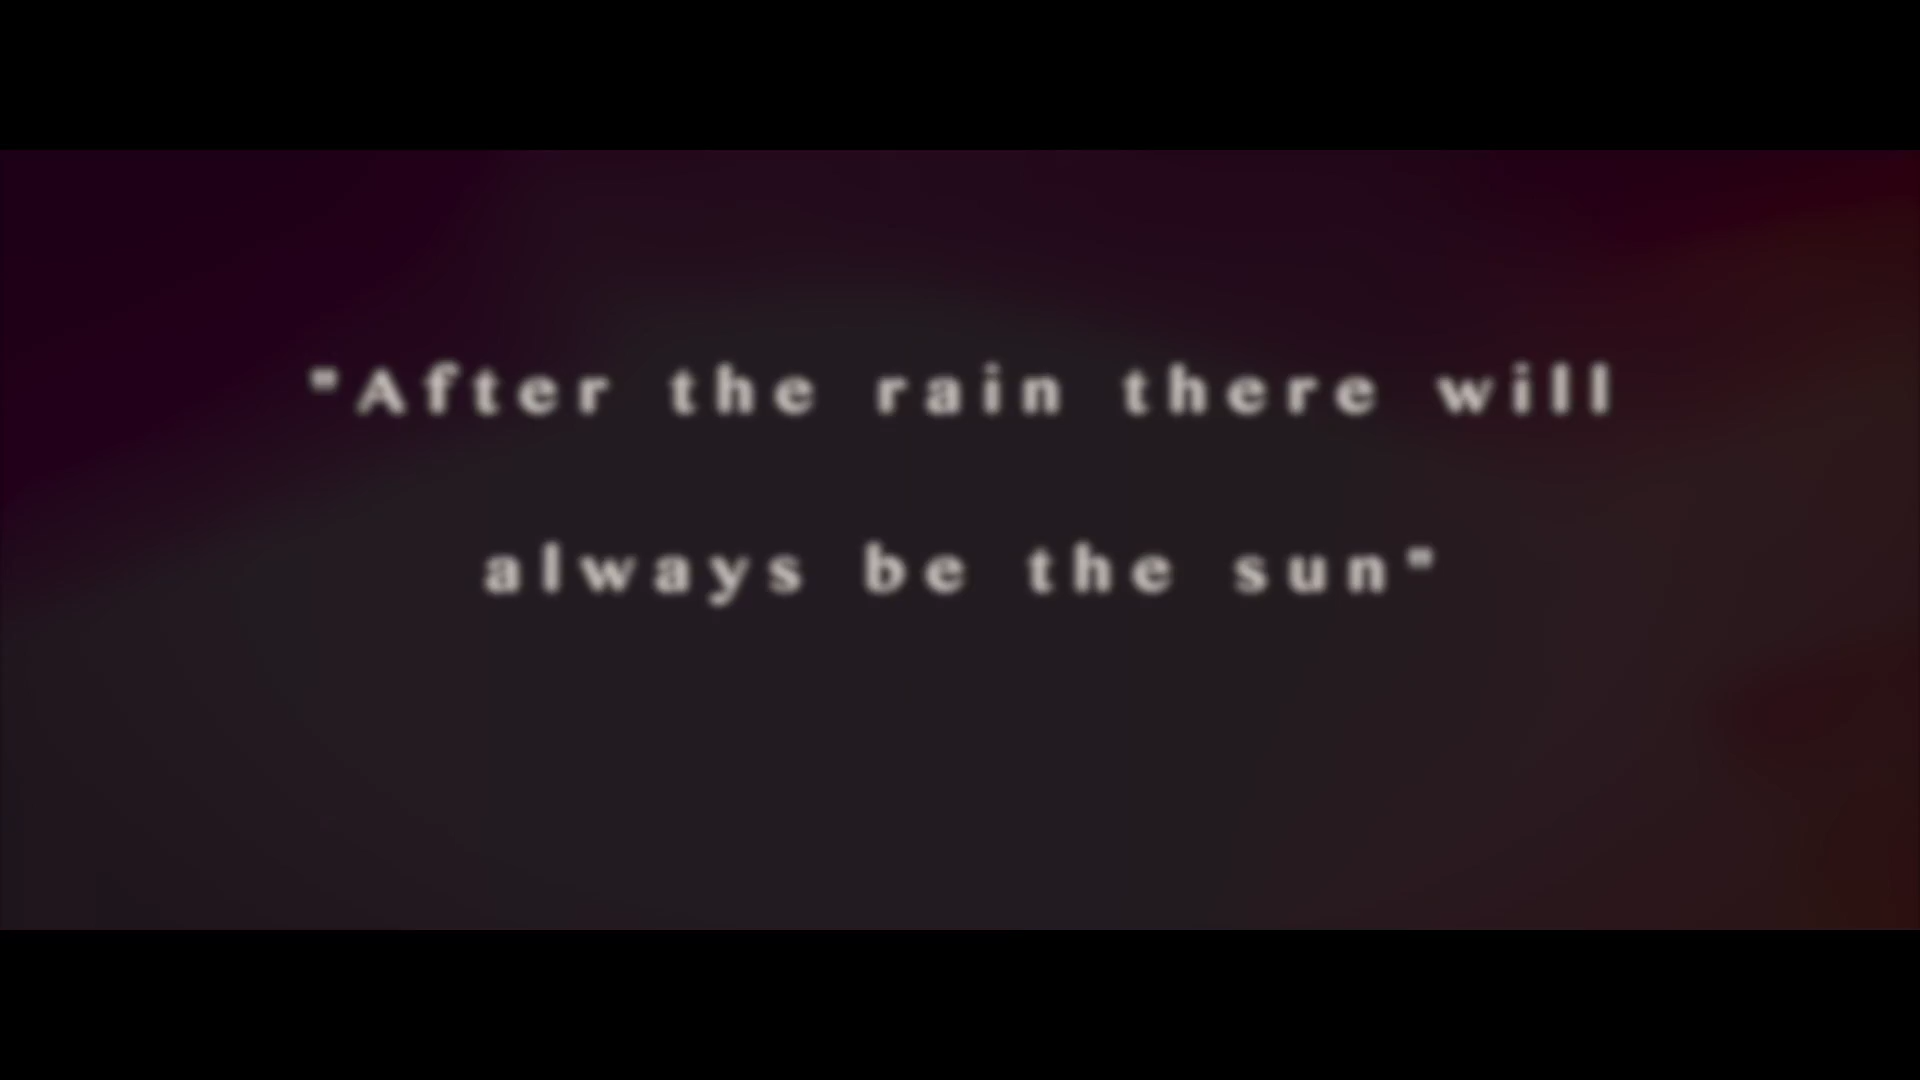 "After the rain there will
always be the sun"